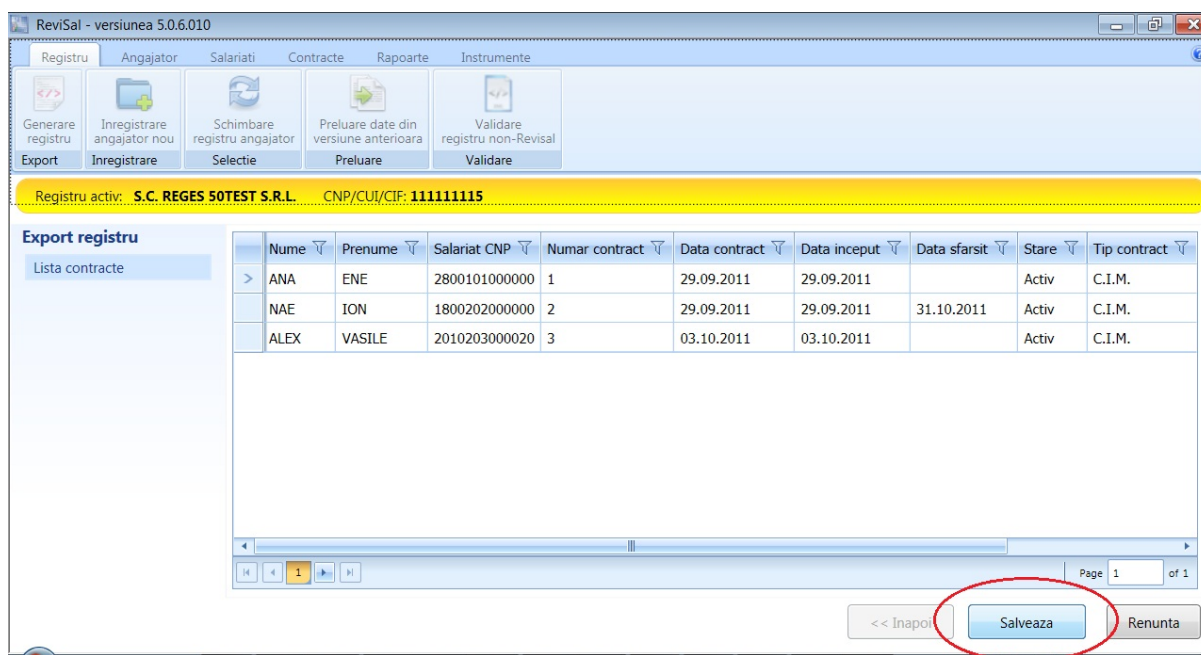 ReviSal - versiunea 5.0.6.010
Registru Angajator Salariati Contracte Rapoarte Instrumente
Generare registru
Inregistrare angajator nou
Schimbare registru angajator
Preluare date din versiune anterioara
Validare registru non-Revisal
Export Inregistrare Selectie Preluare Validare
Registru activ: S.C. REGES 50TEST S.R.L. CNP/CUI/CIF: 111111115
Export registru
Lista contracte
Nume Prenume Salariat CNP Numar contract Data contract Data inceput Data sfarsit Stare Tip contract
> ANA ENE 2800101000000 1 29.09.2011 29.09.2011 Activ C.I.M.
NAE ION 1800202000000 2 29.09.2011 29.09.2011 31.10.2011 Activ C.I.M.
ALEX VASILE 2010203000020 3 03.10.2011 03.10.2011 Activ C.I.M.
1 Page 1 of 1
<< Inapoi Salveaza Renunta